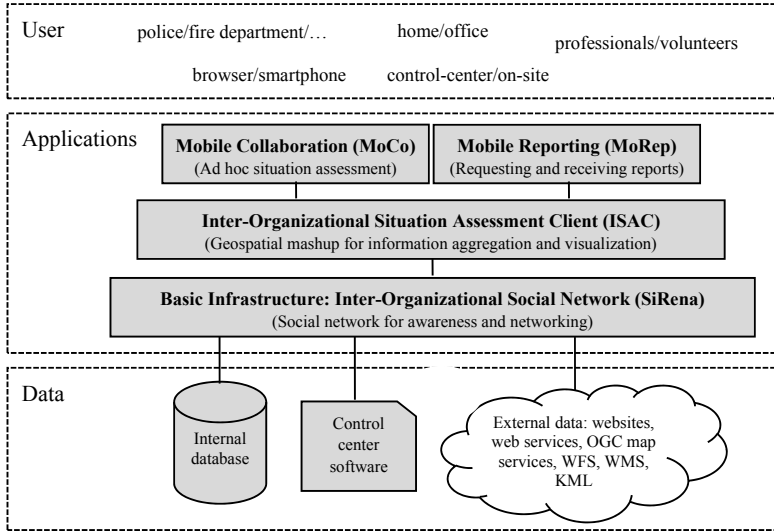 User
police/fire department/…
home/office
professionals/volunteers
browser/smartphone
control-center/on-site
Applications
Mobile Collaboration (MoCo)
(Ad hoc situation assessment)
Mobile Reporting (MoRep)
(Requesting and receiving reports)
Inter-Organizational Situation Assessment Client (ISAC)
(Geospatial mashup for information aggregation and visualization)
Basic Infrastructure: Inter-Organizational Social Network (SiRena)
(Social network for awareness and networking)
Data
Internal
database
Control
center
software
External data: websites,
web services, OGC map
services, WFS, WMS,
KML